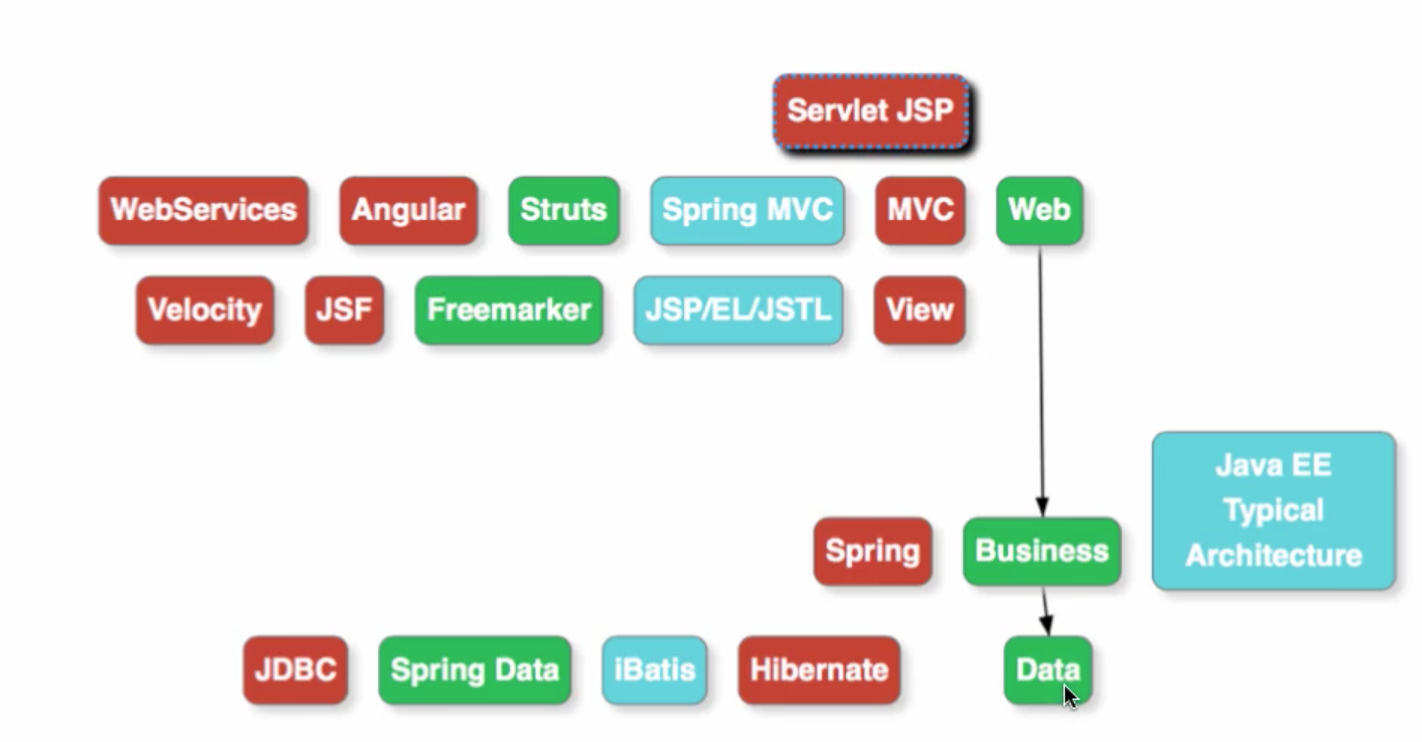 Servlet JSP
WebServices Angular Struts Spring MVC MVC Web
Velocity JSF Freemarker JSP/EL/JSTL View
Java EE
Typical
Architecture
Spring Business
JDBC Spring Data iBatis Hibernate Data